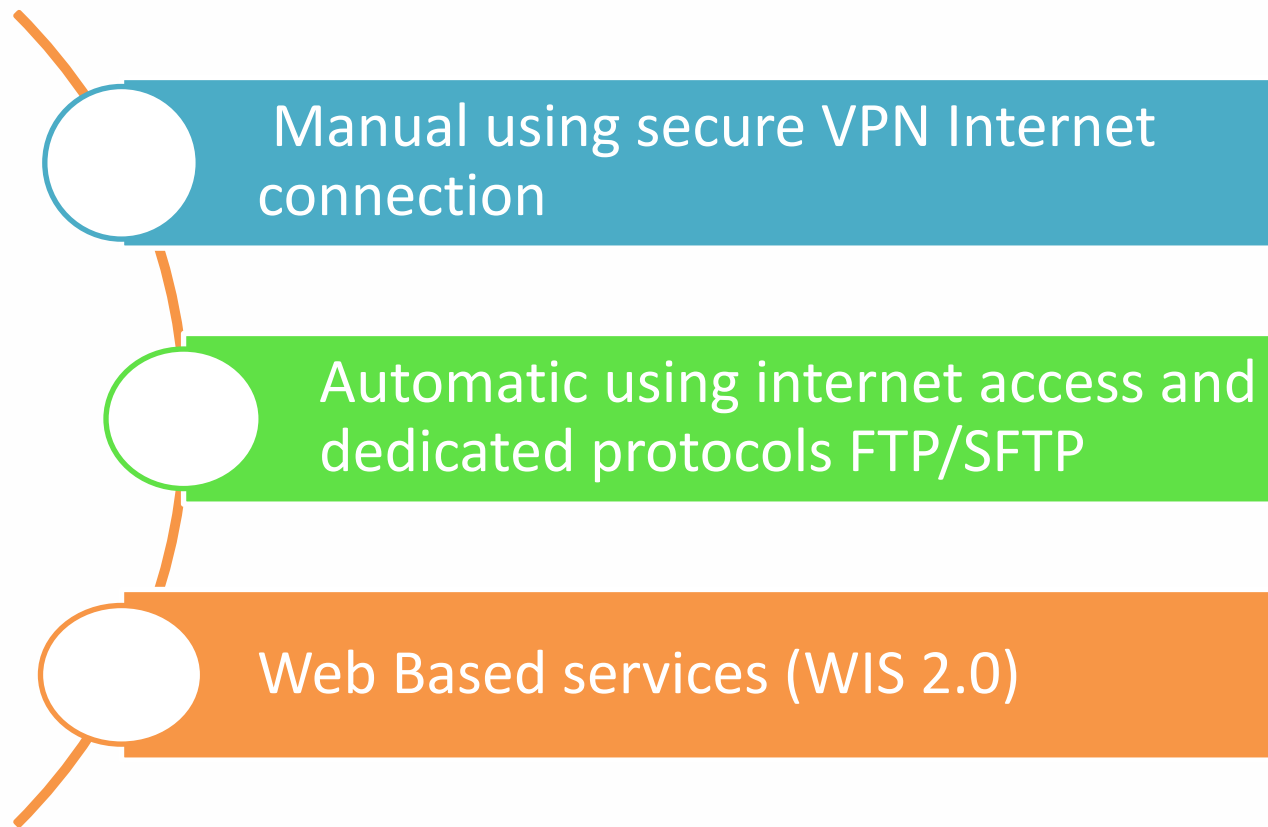 Manual using secure VPN Internet
connection
Automatic using internet access and
dedicated protocols FTP/SFTP
Web Based services (WIS 2.0)